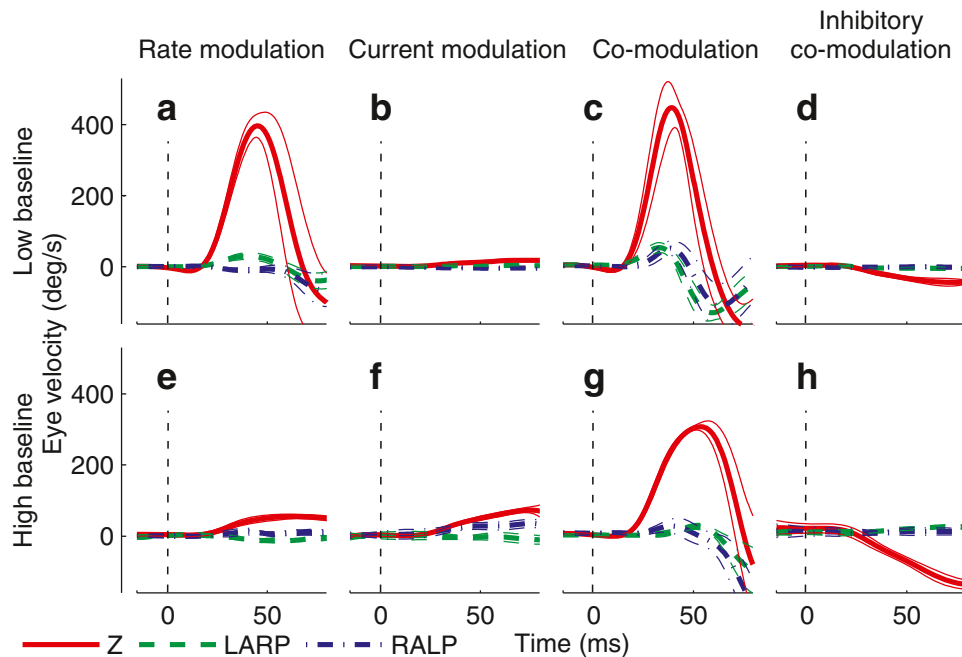 Rate modulation
Current modulation
Co-modulation
Inhibitory
co-modulation
Low baseline
High baseline
Eye velocity (deg/s)
a
b
c
d
400
200
0
e
f
g
h
400
200
0
0
50
0
50
0
50
0
50
Time (ms)
Z
LARP
RALP